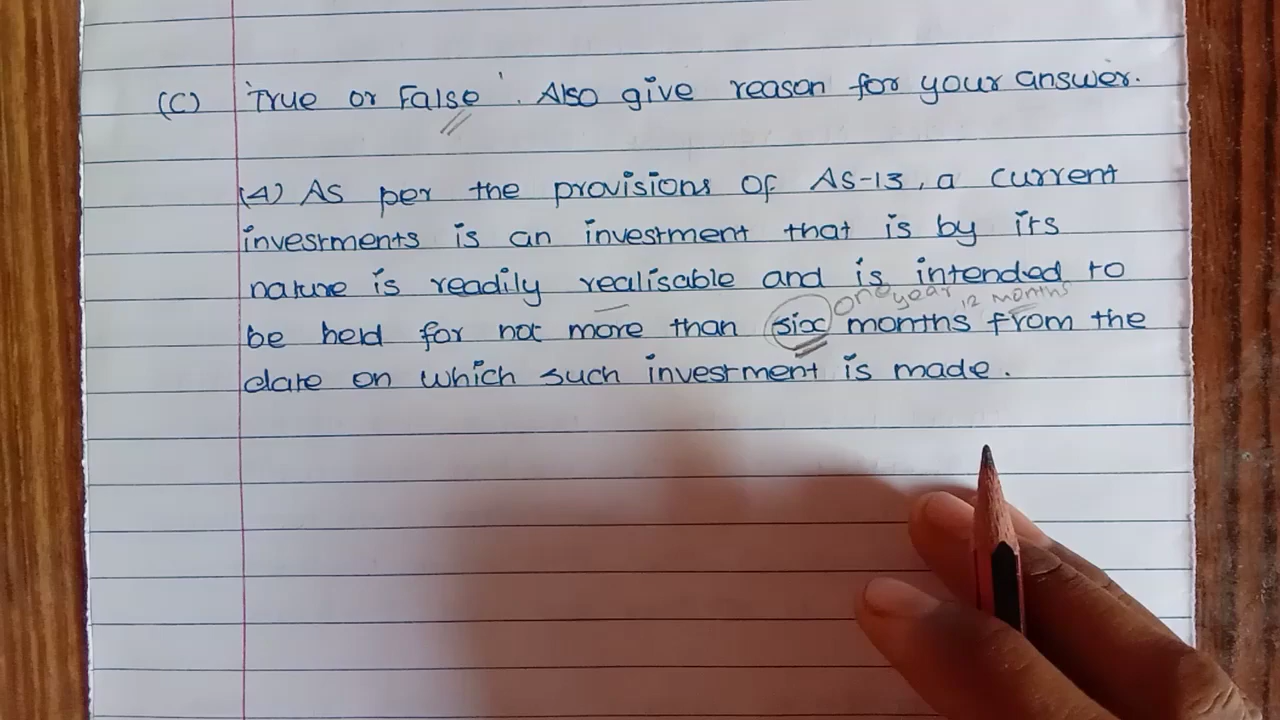 (C) 'True or False'. Also give reason for your answer.
(4) As per the provisions of AS-13, a current
investments is an investment that is by its
nature is readily realisable and is intended to
one year, 12 months
be held for not more than six months from the
date on which such investment is made.